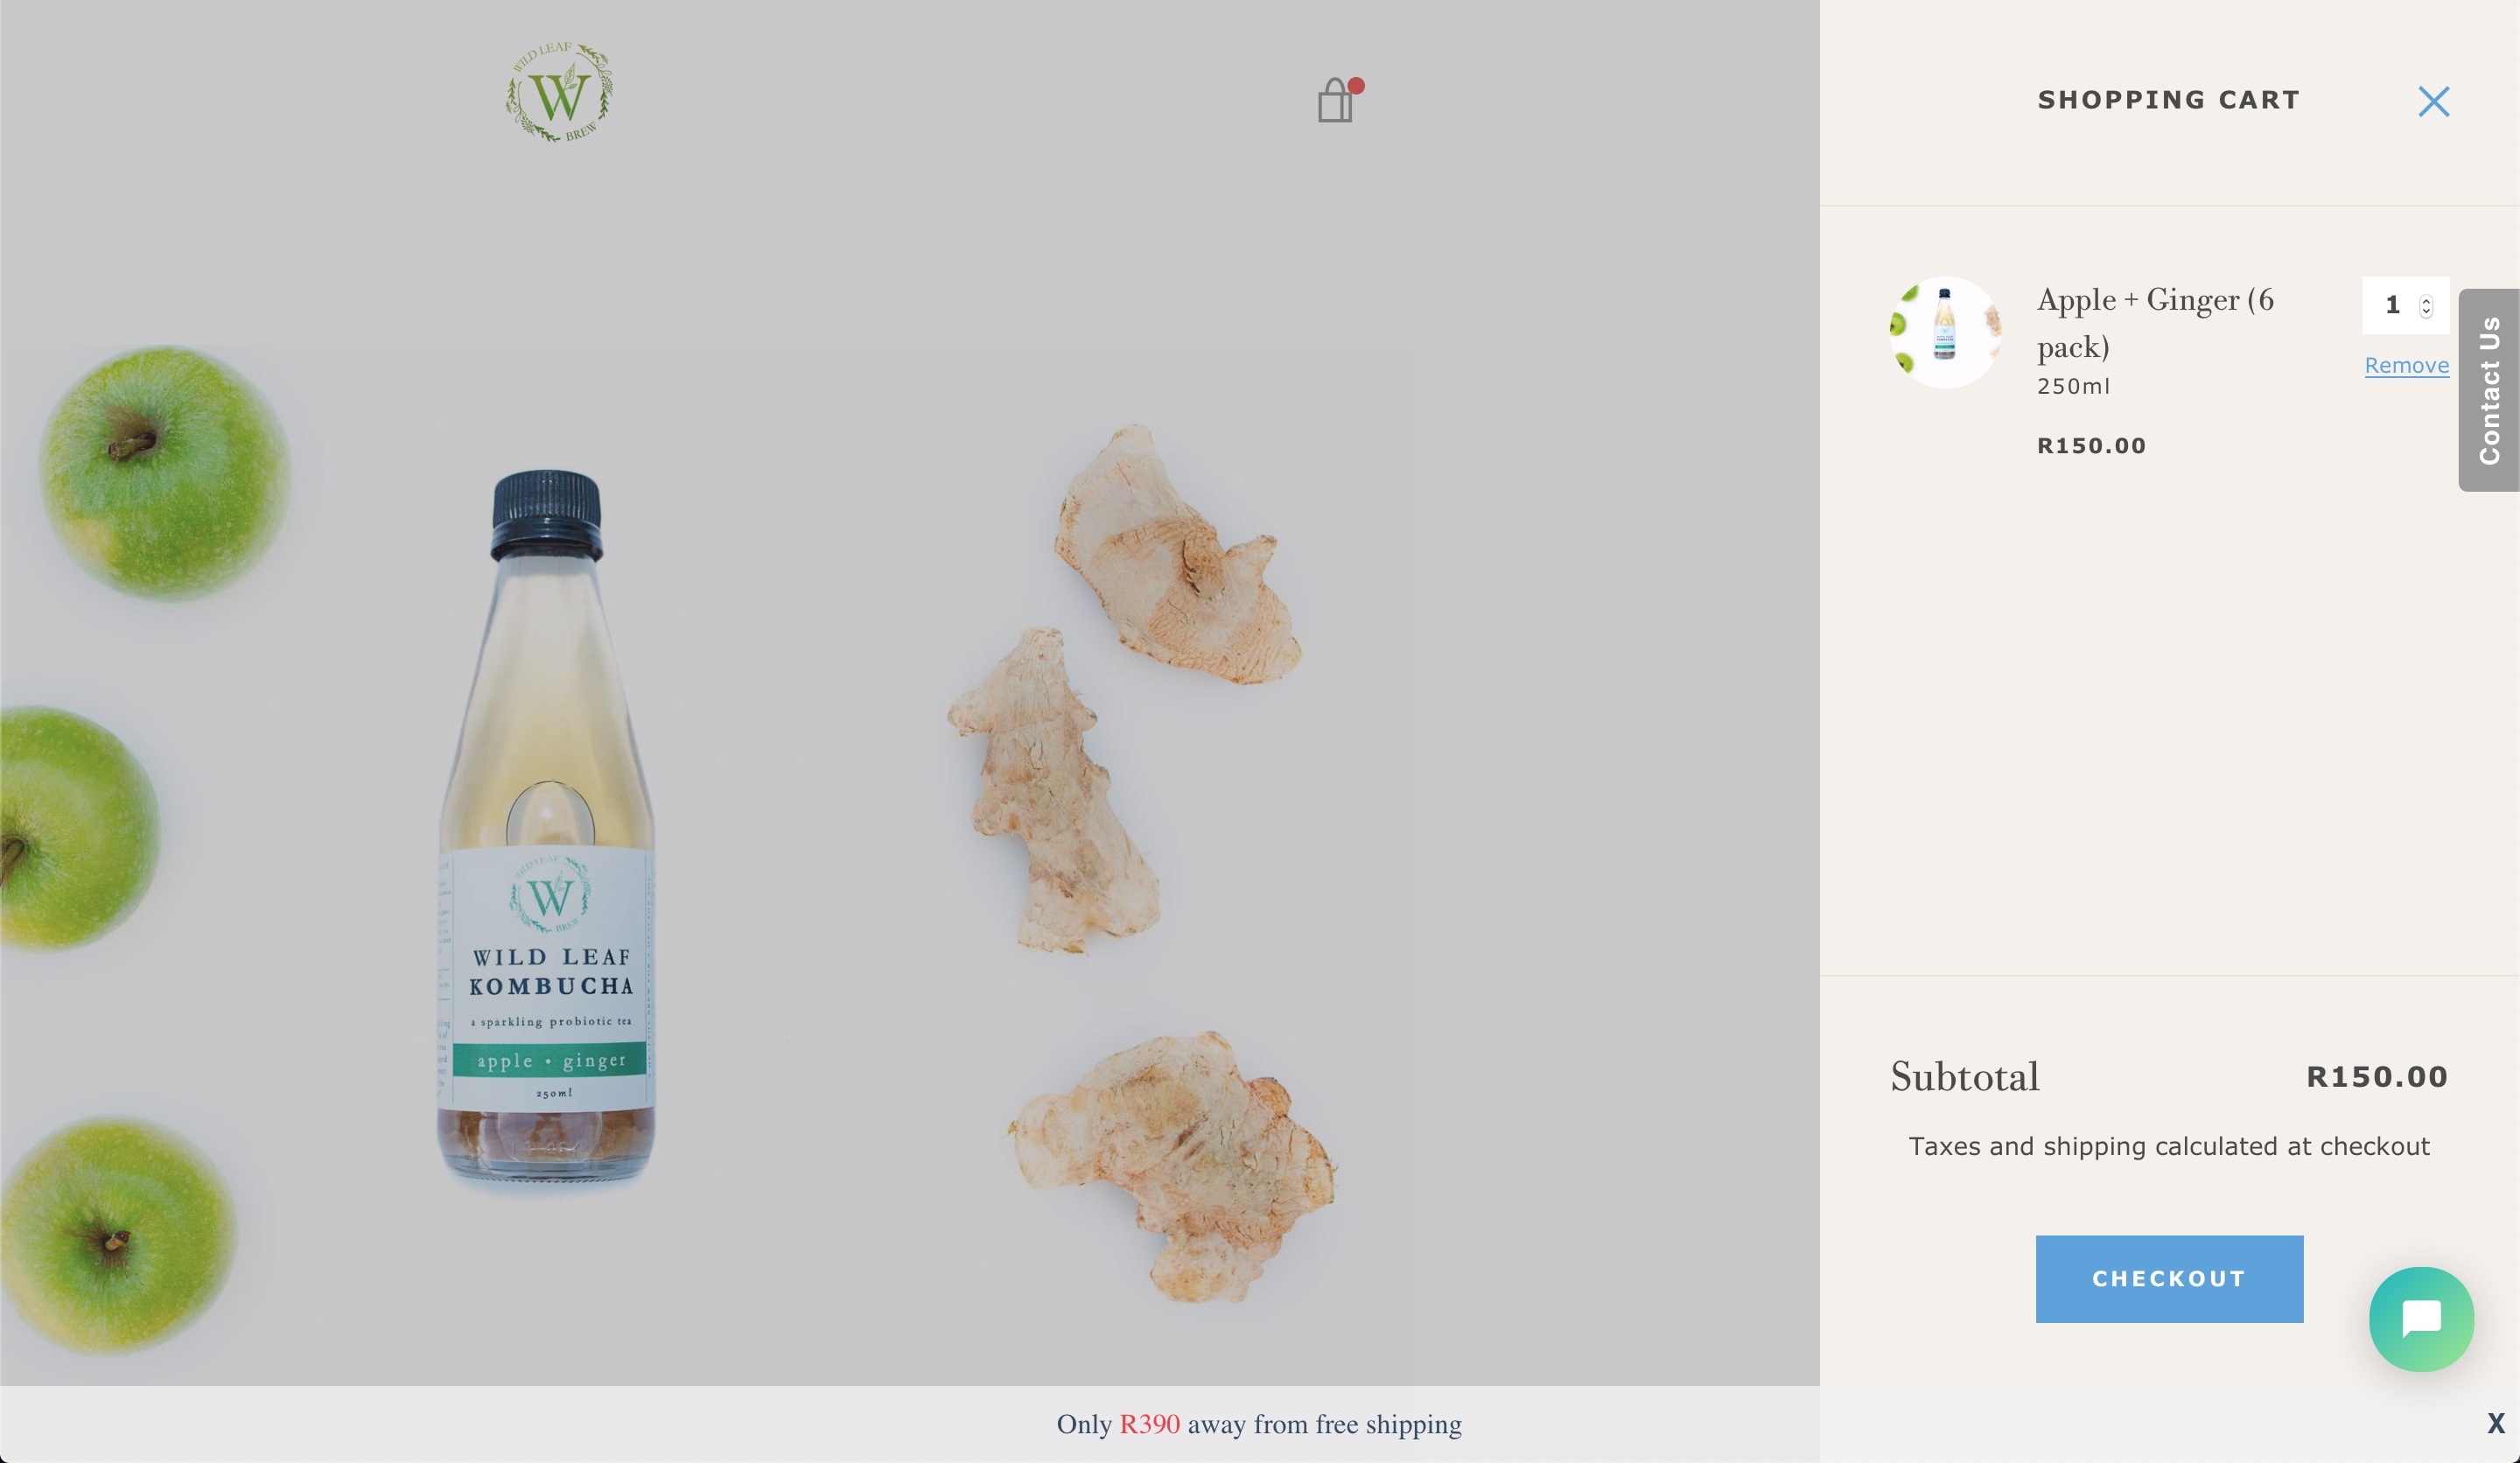 WILD LEAF
W
BREW
SHOPPING CART
Apple + Ginger (6
pack)
250ml
R150.00
1
Remove
Contact Us
WILD LEAF
W
BREW
WILD LEAF
KOMBUCHA
a sparkling probiotic tea
apple • ginger
250ml
Subtotal
R150.00
Taxes and shipping calculated at checkout
CHECKOUT
Only R390 away from free shipping
X